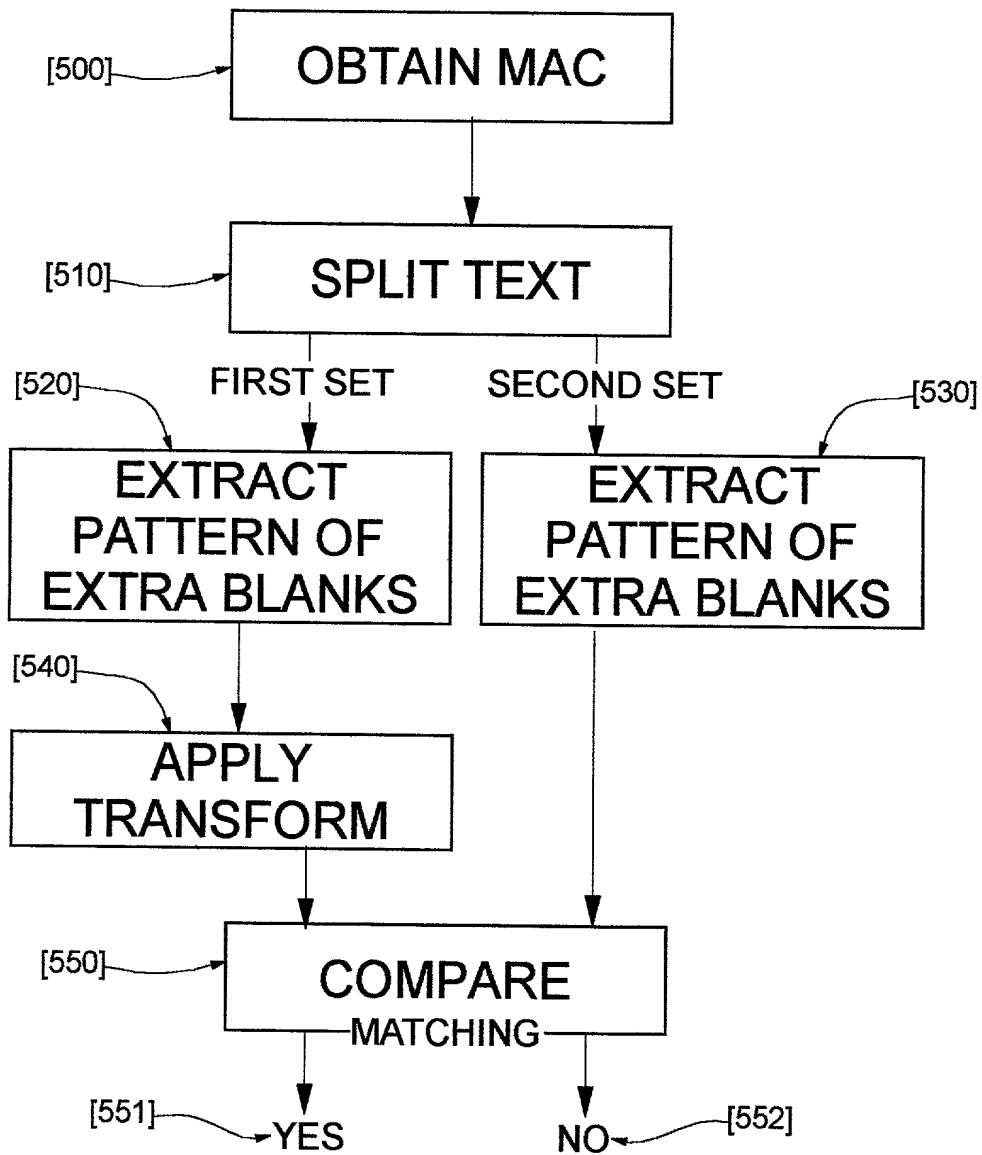 [500]
OBTAIN MAC
[510]
SPLIT TEXT
FIRST SET
SECOND SET
[520]
[530]
EXTRACT
PATTERN OF
EXTRA BLANKS
EXTRACT
PATTERN OF
EXTRA BLANKS
[540]
APPLY
TRANSFORM
[550]
COMPARE
MATCHING
[551]
YES
NO
[552]